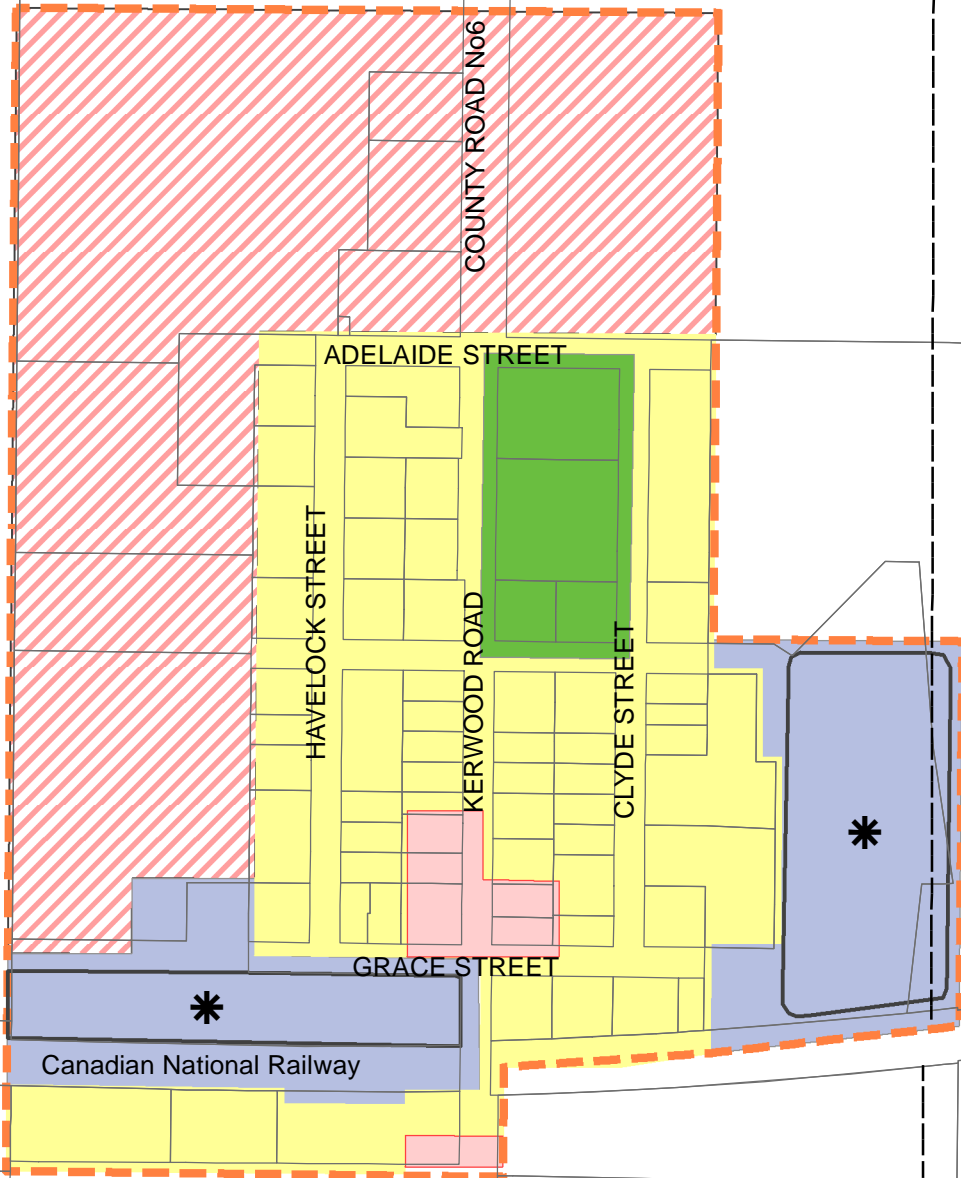 COUNTY ROAD No6
ADELAIDE STREET
HAVELOCK STREET
KERWOOD ROAD
CLYDE STREET
GRACE STREET
Canadian National Railway